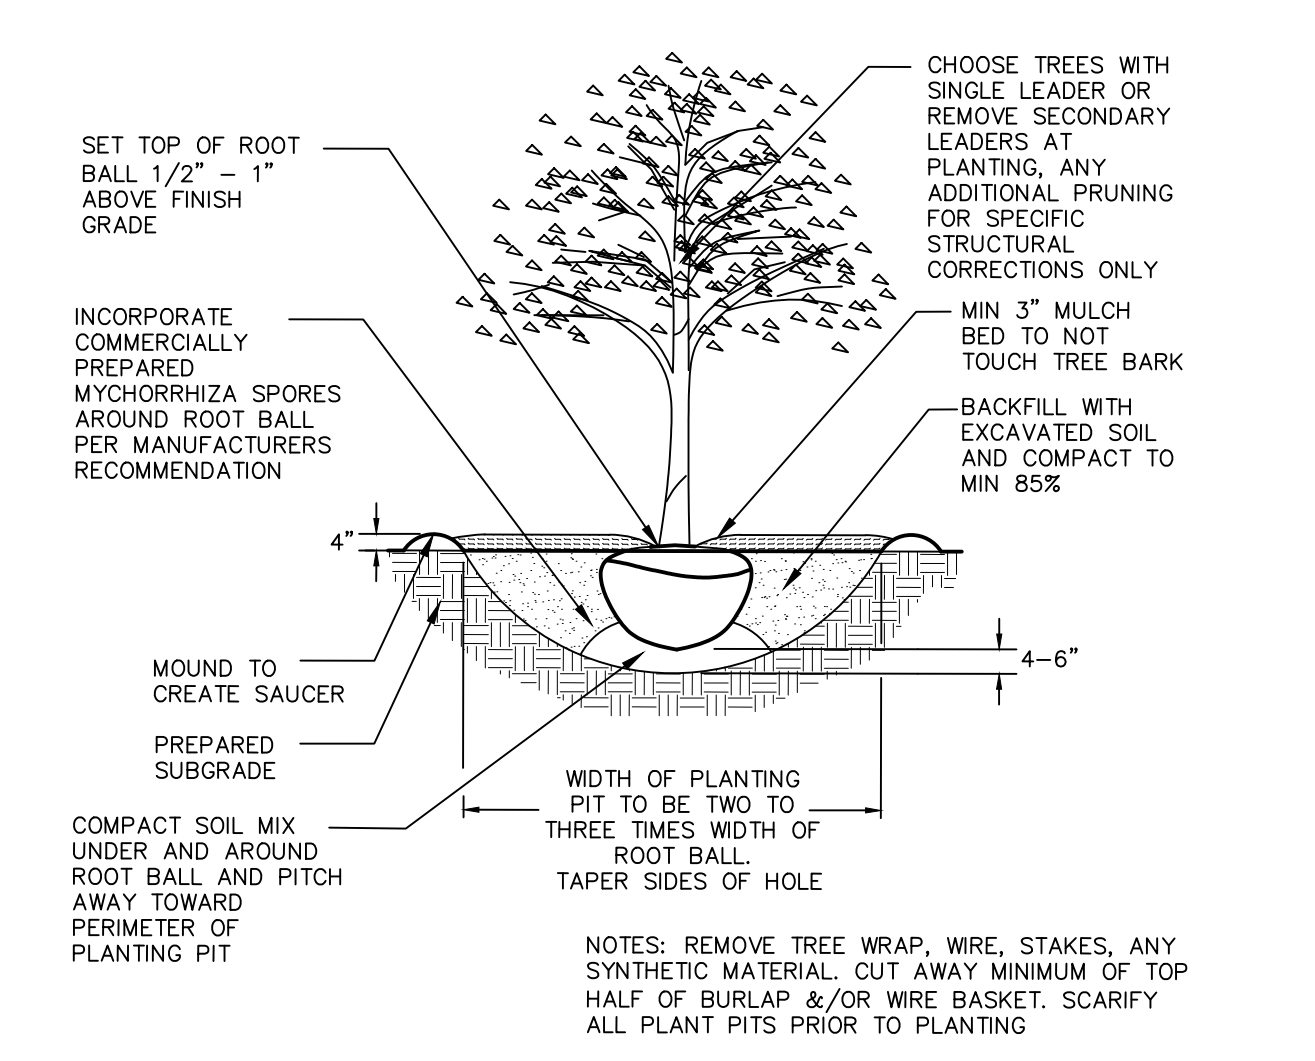 CHOOSE TREES WITH
SINGLE LEADER OR
REMOVE SECONDARY
LEADERS AT
PLANTING, ANY
ADDITIONAL PRUNING
FOR SPECIFIC
STRUCTURAL
CORRECTIONS ONLY
SET TOP OF ROOT
BALL 1/2" – 1"
ABOVE FINISH
GRADE
INCORPORATE
COMMERCIALLY
PREPARED
MYCHORRHIZA SPORES
AROUND ROOT BALL
PER MANUFACTURERS
RECOMMENDATION
MIN 3" MULCH
BED TO NOT
TOUCH TREE BARK
BACKFILL WITH
EXCAVATED SOIL
AND COMPACT TO
MIN 85%
4"
4–6"
MOUND TO
CREATE SAUCER
PREPARED
SUBGRADE
COMPACT SOIL MIX
UNDER AND AROUND
ROOT BALL AND PITCH
AWAY TOWARD
PERIMETER OF
PLANTING PIT
WIDTH OF PLANTING
PIT TO BE TWO TO
THREE TIMES WIDTH OF
ROOT BALL.
TAPER SIDES OF HOLE
NOTES: REMOVE TREE WRAP, WIRE, STAKES, ANY
SYNTHETIC MATERIAL. CUT AWAY MINIMUM OF TOP
HALF OF BURLAP &/OR WIRE BASKET. SCARIFY
ALL PLANT PITS PRIOR TO PLANTING